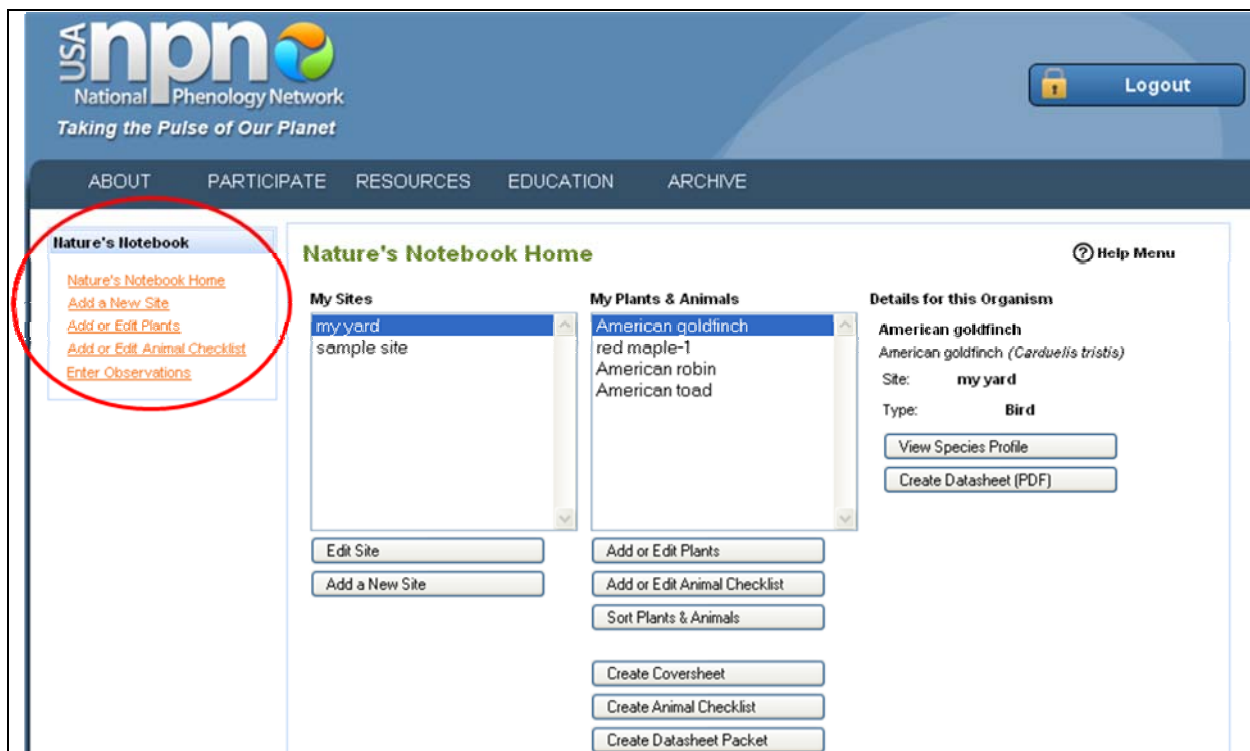 USA npn
National Phenology Network
Taking the Pulse of Our Planet
Logout
ABOUT PARTICIPATE RESOURCES EDUCATION ARCHIVE
Nature's Notebook
Nature's Notebook Home
Add a New Site
Add or Edit Plants
Add or Edit Animal Checklist
Enter Observations
Nature's Notebook Home
? Help Menu
My Sites
my yard
sample site
Edit Site
Add a New Site
My Plants & Animals
American goldfinch
red maple-1
American robin
American toad
Add or Edit Plants
Add or Edit Animal Checklist
Sort Plants & Animals
Create Coversheet
Create Animal Checklist
Create Datasheet Packet
Details for this Organism
American goldfinch
American goldfinch (Carduelis tristis)
Site: my yard
Type: Bird
View Species Profile
Create Datasheet (PDF)